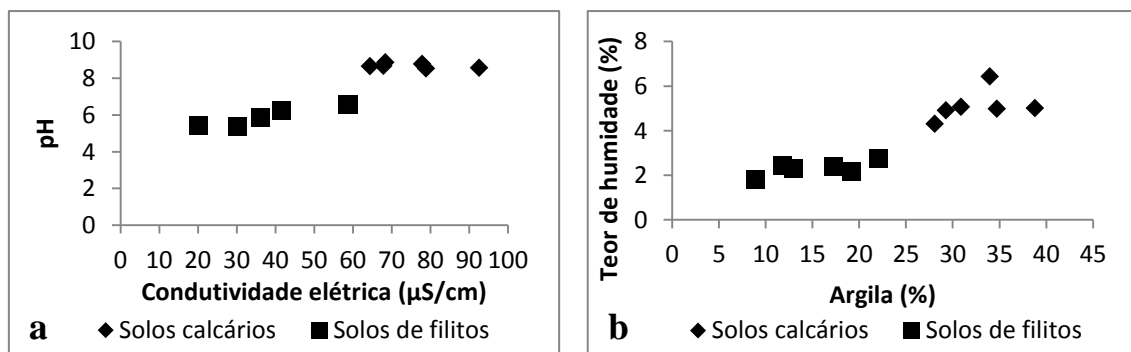 pH
10
8
6
4
2
0
0 10 20 30 40 50 60 70 80 90 100
Condutividade elétrica (µS/cm)
a
Solos calcários Solos de filitos
Teor de humidade (%)
8
6
4
2
0
0 5 10 15 20 25 30 35 40 45
Argila (%)
b
Solos calcários Solos de filitos